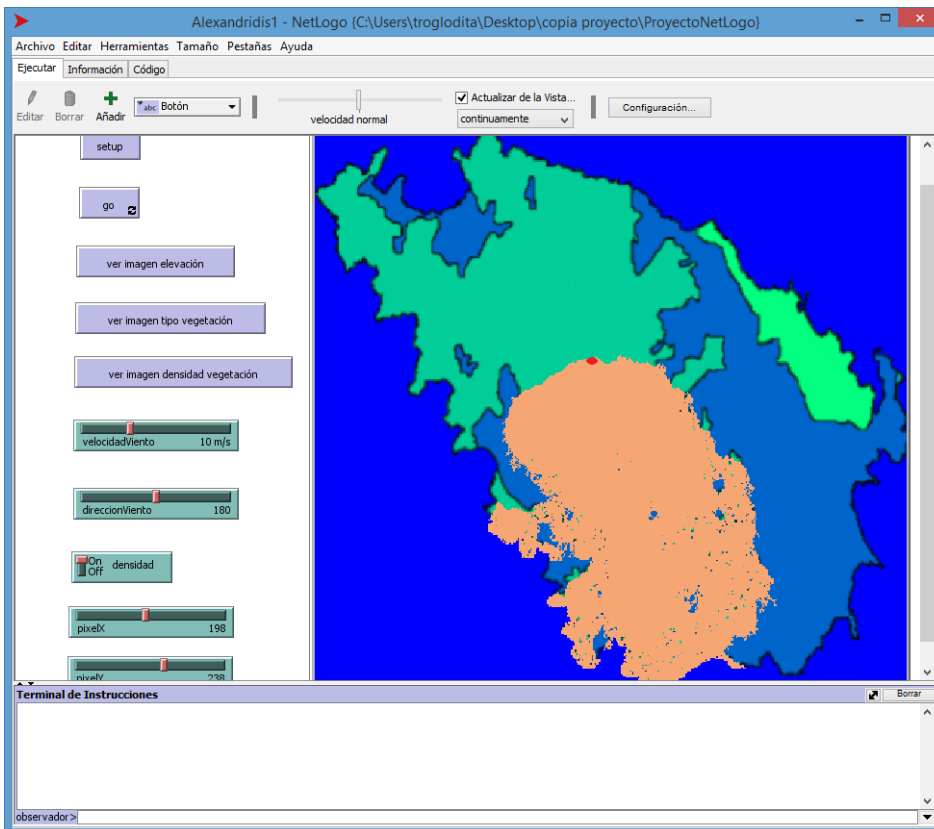 Alexandridis1 - NetLogo {C:\Users\troglodita\Desktop\copia proyecto\ProyectoNetLogo}
Archivo Editar Herramientas Tamaño Pestañas Ayuda
Ejecutar Información Código
Editar Borrar Añadir abc Botón velocidad normal Actualizar de la Vista... continuamente Configuración...
setup
go
ver imagen elevación
ver imagen tipo vegetación
ver imagen densidad vegetación
velocidadViento 10 m/s
direccionViento 180
On
Off densidad
pixelX 198
pixelY 238
Terminal de Instrucciones Borrar
observador>